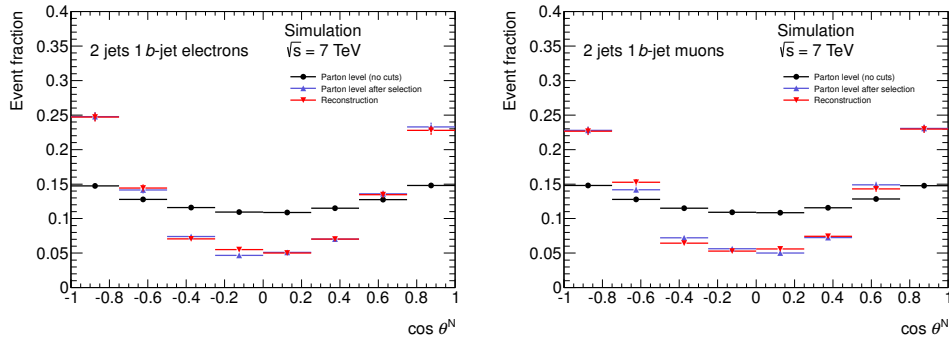 Event fraction
0.4
0.35
0.3
0.25
0.2
0.15
0.1
0.05
0
2 jets 1 b-jet electrons
Simulation
√s = 7 TeV
Parton level (no cuts)
Parton level after selection
Reconstruction
-1 -0.8 -0.6 -0.4 -0.2 0 0.2 0.4 0.6 0.8 1
cos θᴺ
Event fraction
0.4
0.35
0.3
0.25
0.2
0.15
0.1
0.05
0
2 jets 1 b-jet muons
Simulation
√s = 7 TeV
Parton level (no cuts)
Parton level after selection
Reconstruction
-1 -0.8 -0.6 -0.4 -0.2 0 0.2 0.4 0.6 0.8 1
cos θᴺ